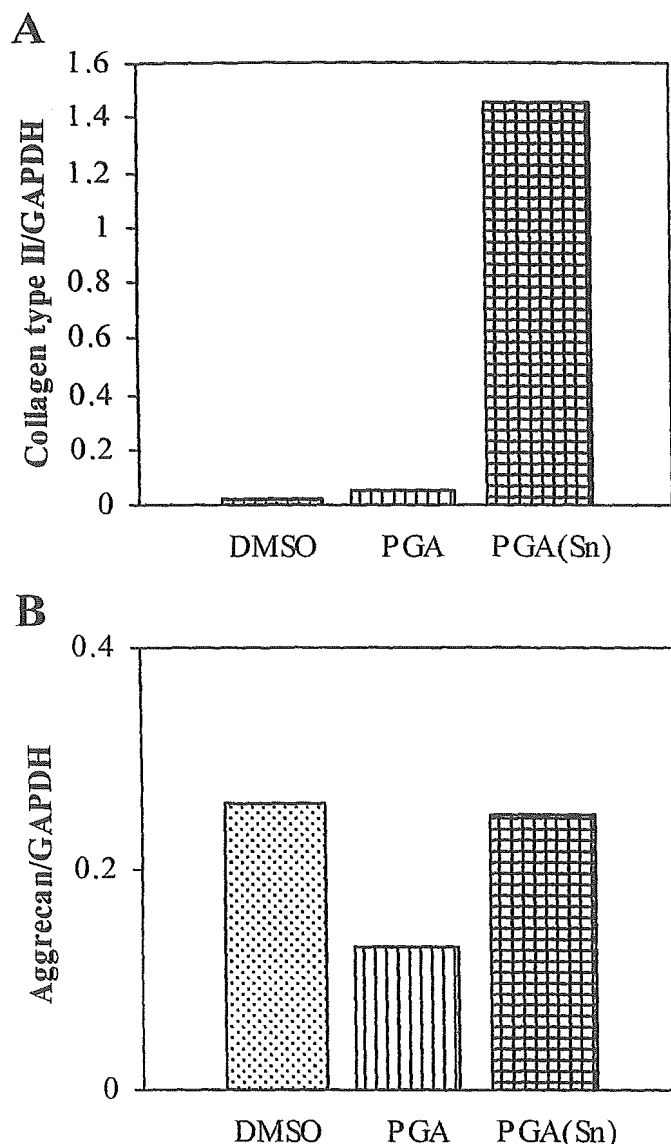 A
Collagen type II/GAPDH
1.6
1.4
1.2
1
0.8
0.6
0.4
0.2
0
DMSO PGA PGA(Sn)
B
Aggrecan/GAPDH
0.4
0.2
0
DMSO PGA PGA(Sn)